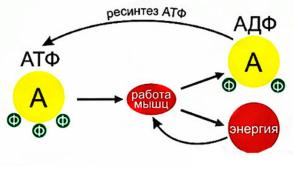 ресинтез АТФ
АДФ
АТФ
А
Ф Ф
А
Ф Ф Ф
работа
мышц
энергия